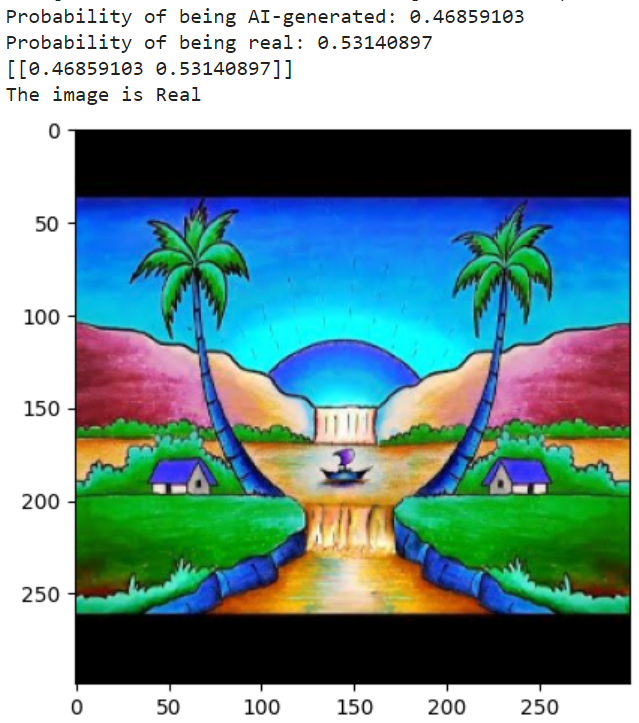 Probability of being AI-generated: 0.46859103
Probability of being real: 0.53140897
[[0.46859103 0.53140897]]
The image is Real
0
50
100
150
200
250
0 50 100 150 200 250